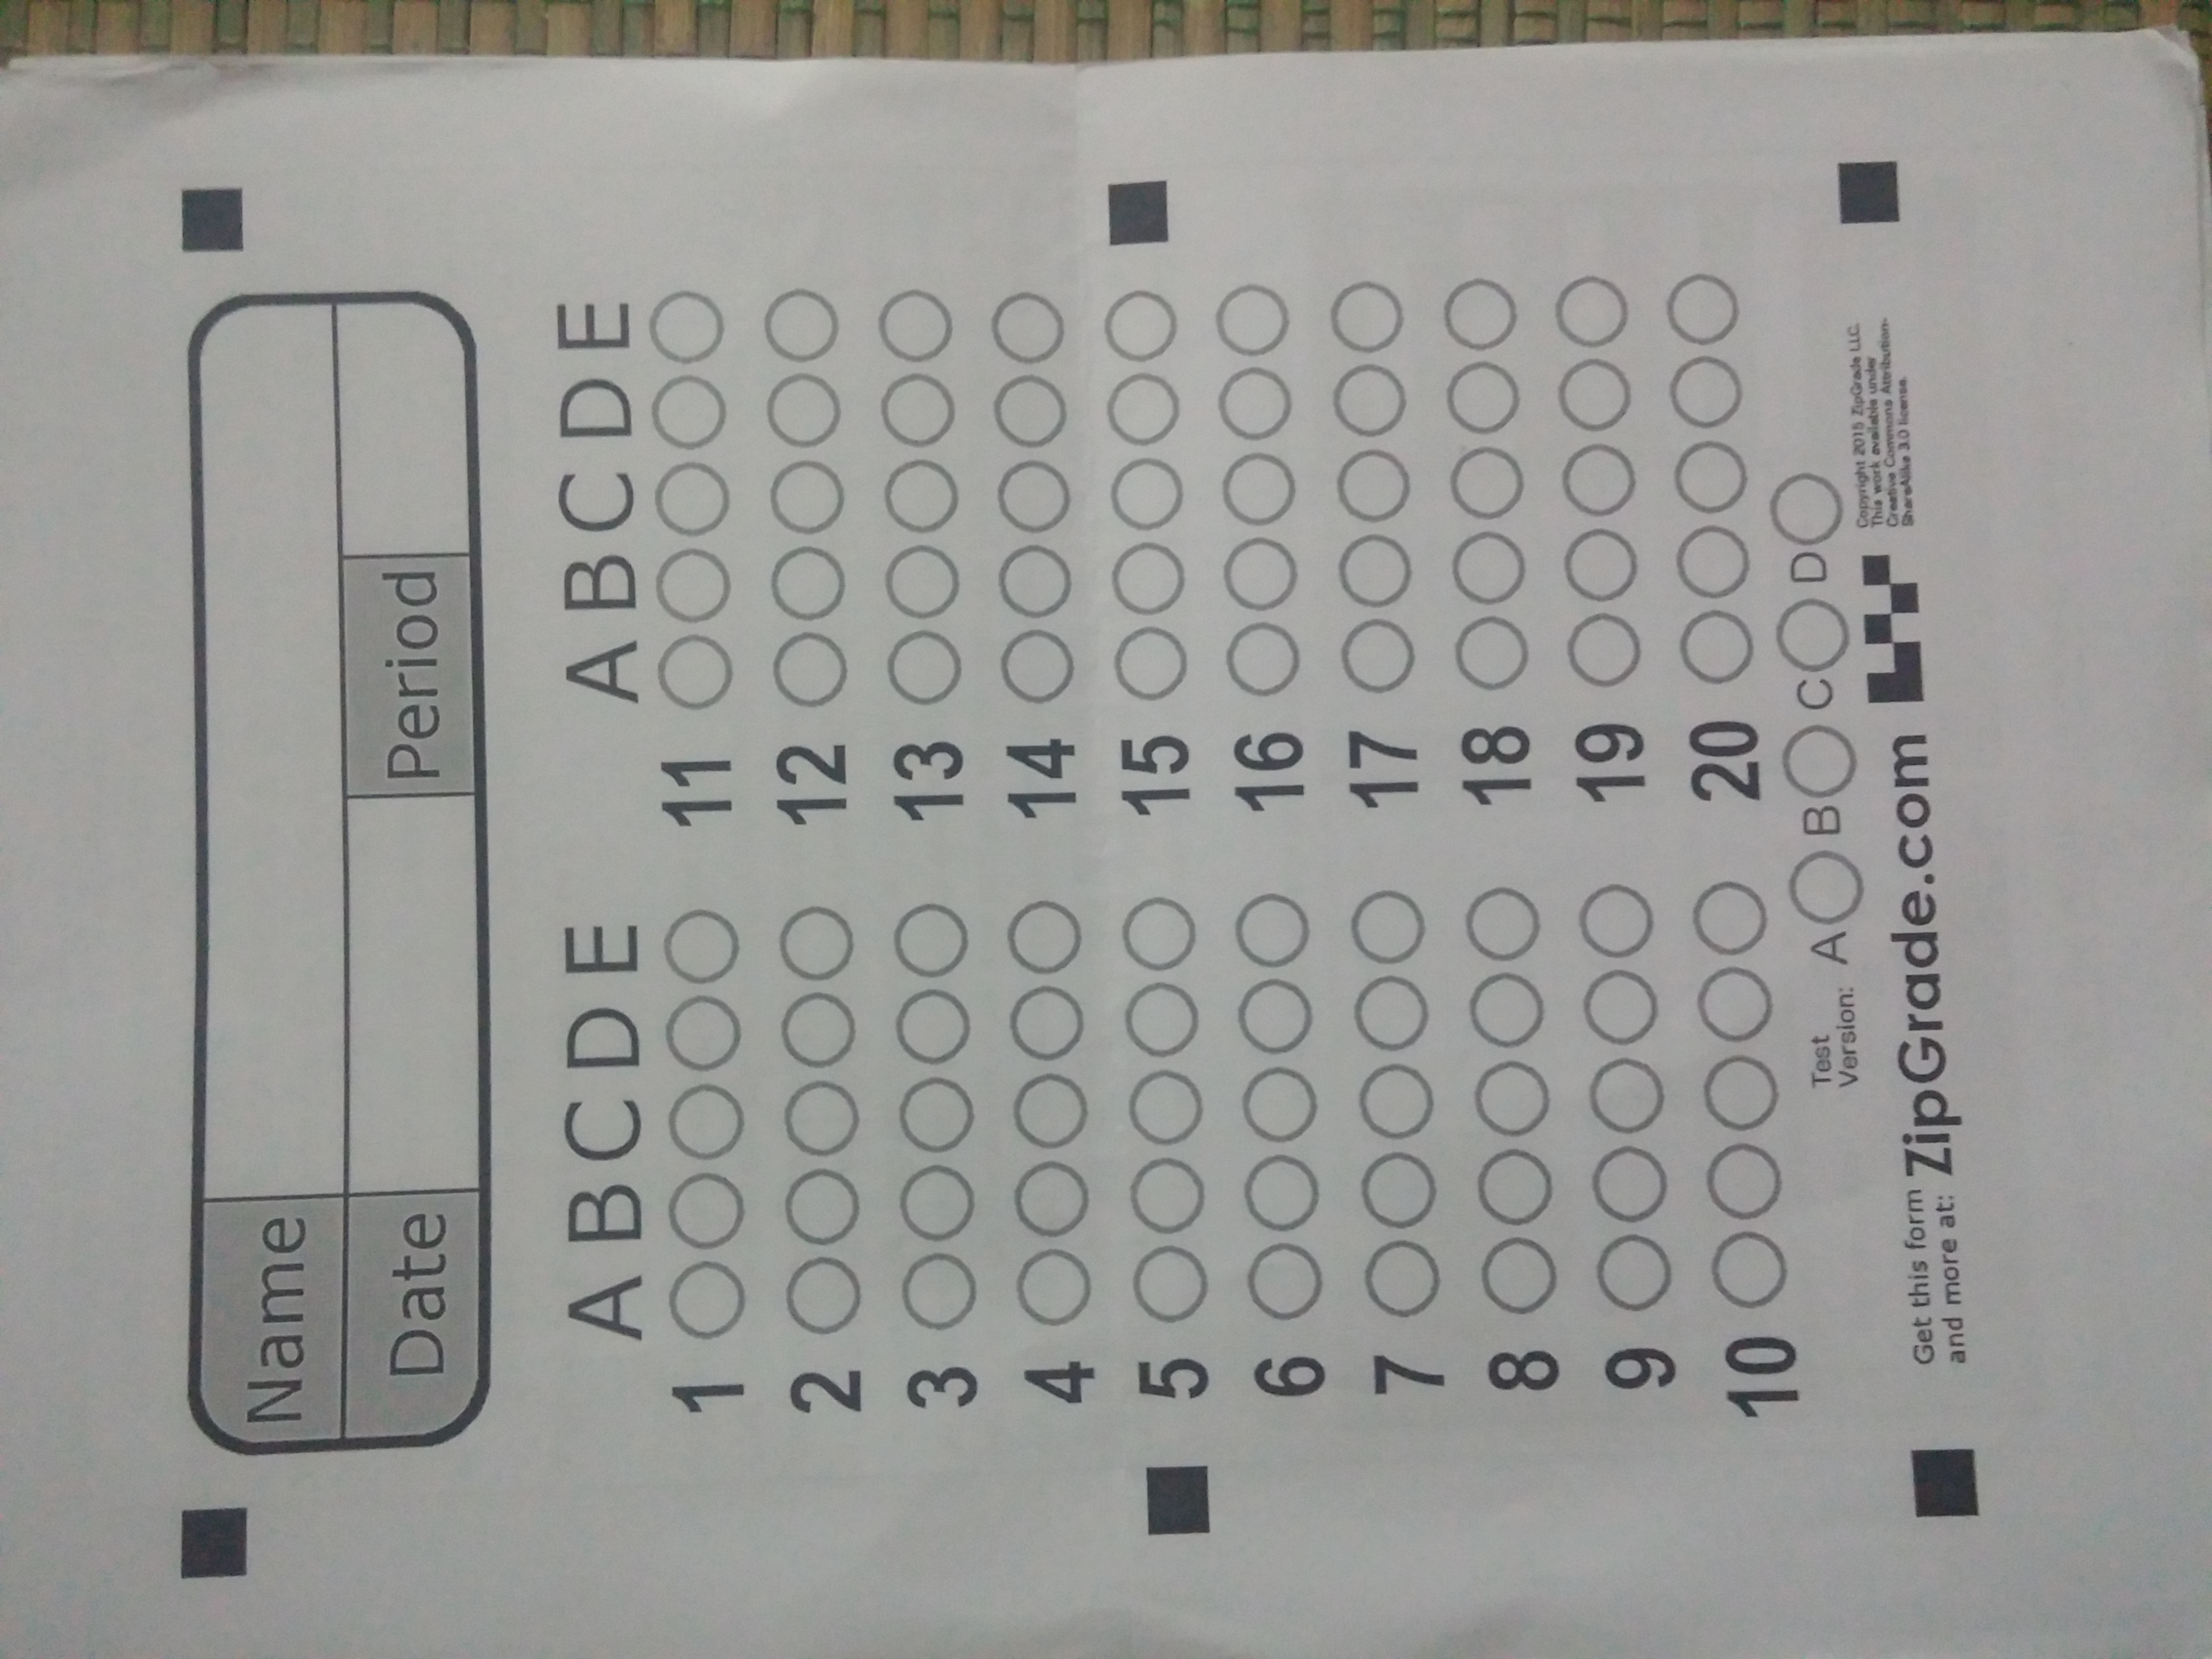 Name
Date Period
A B C D E A B C D E
1 11
2 12
3 13
4 14
5 15
6 16
7 17
8 18
9 19
10 20
Test
Version: A B C D
Get this form
and more at: ZipGrade.com
Copyright 2015 ZipGrade LLC.
This work available under
Creative Commons Attribution-
ShareAlike 3.0 license.